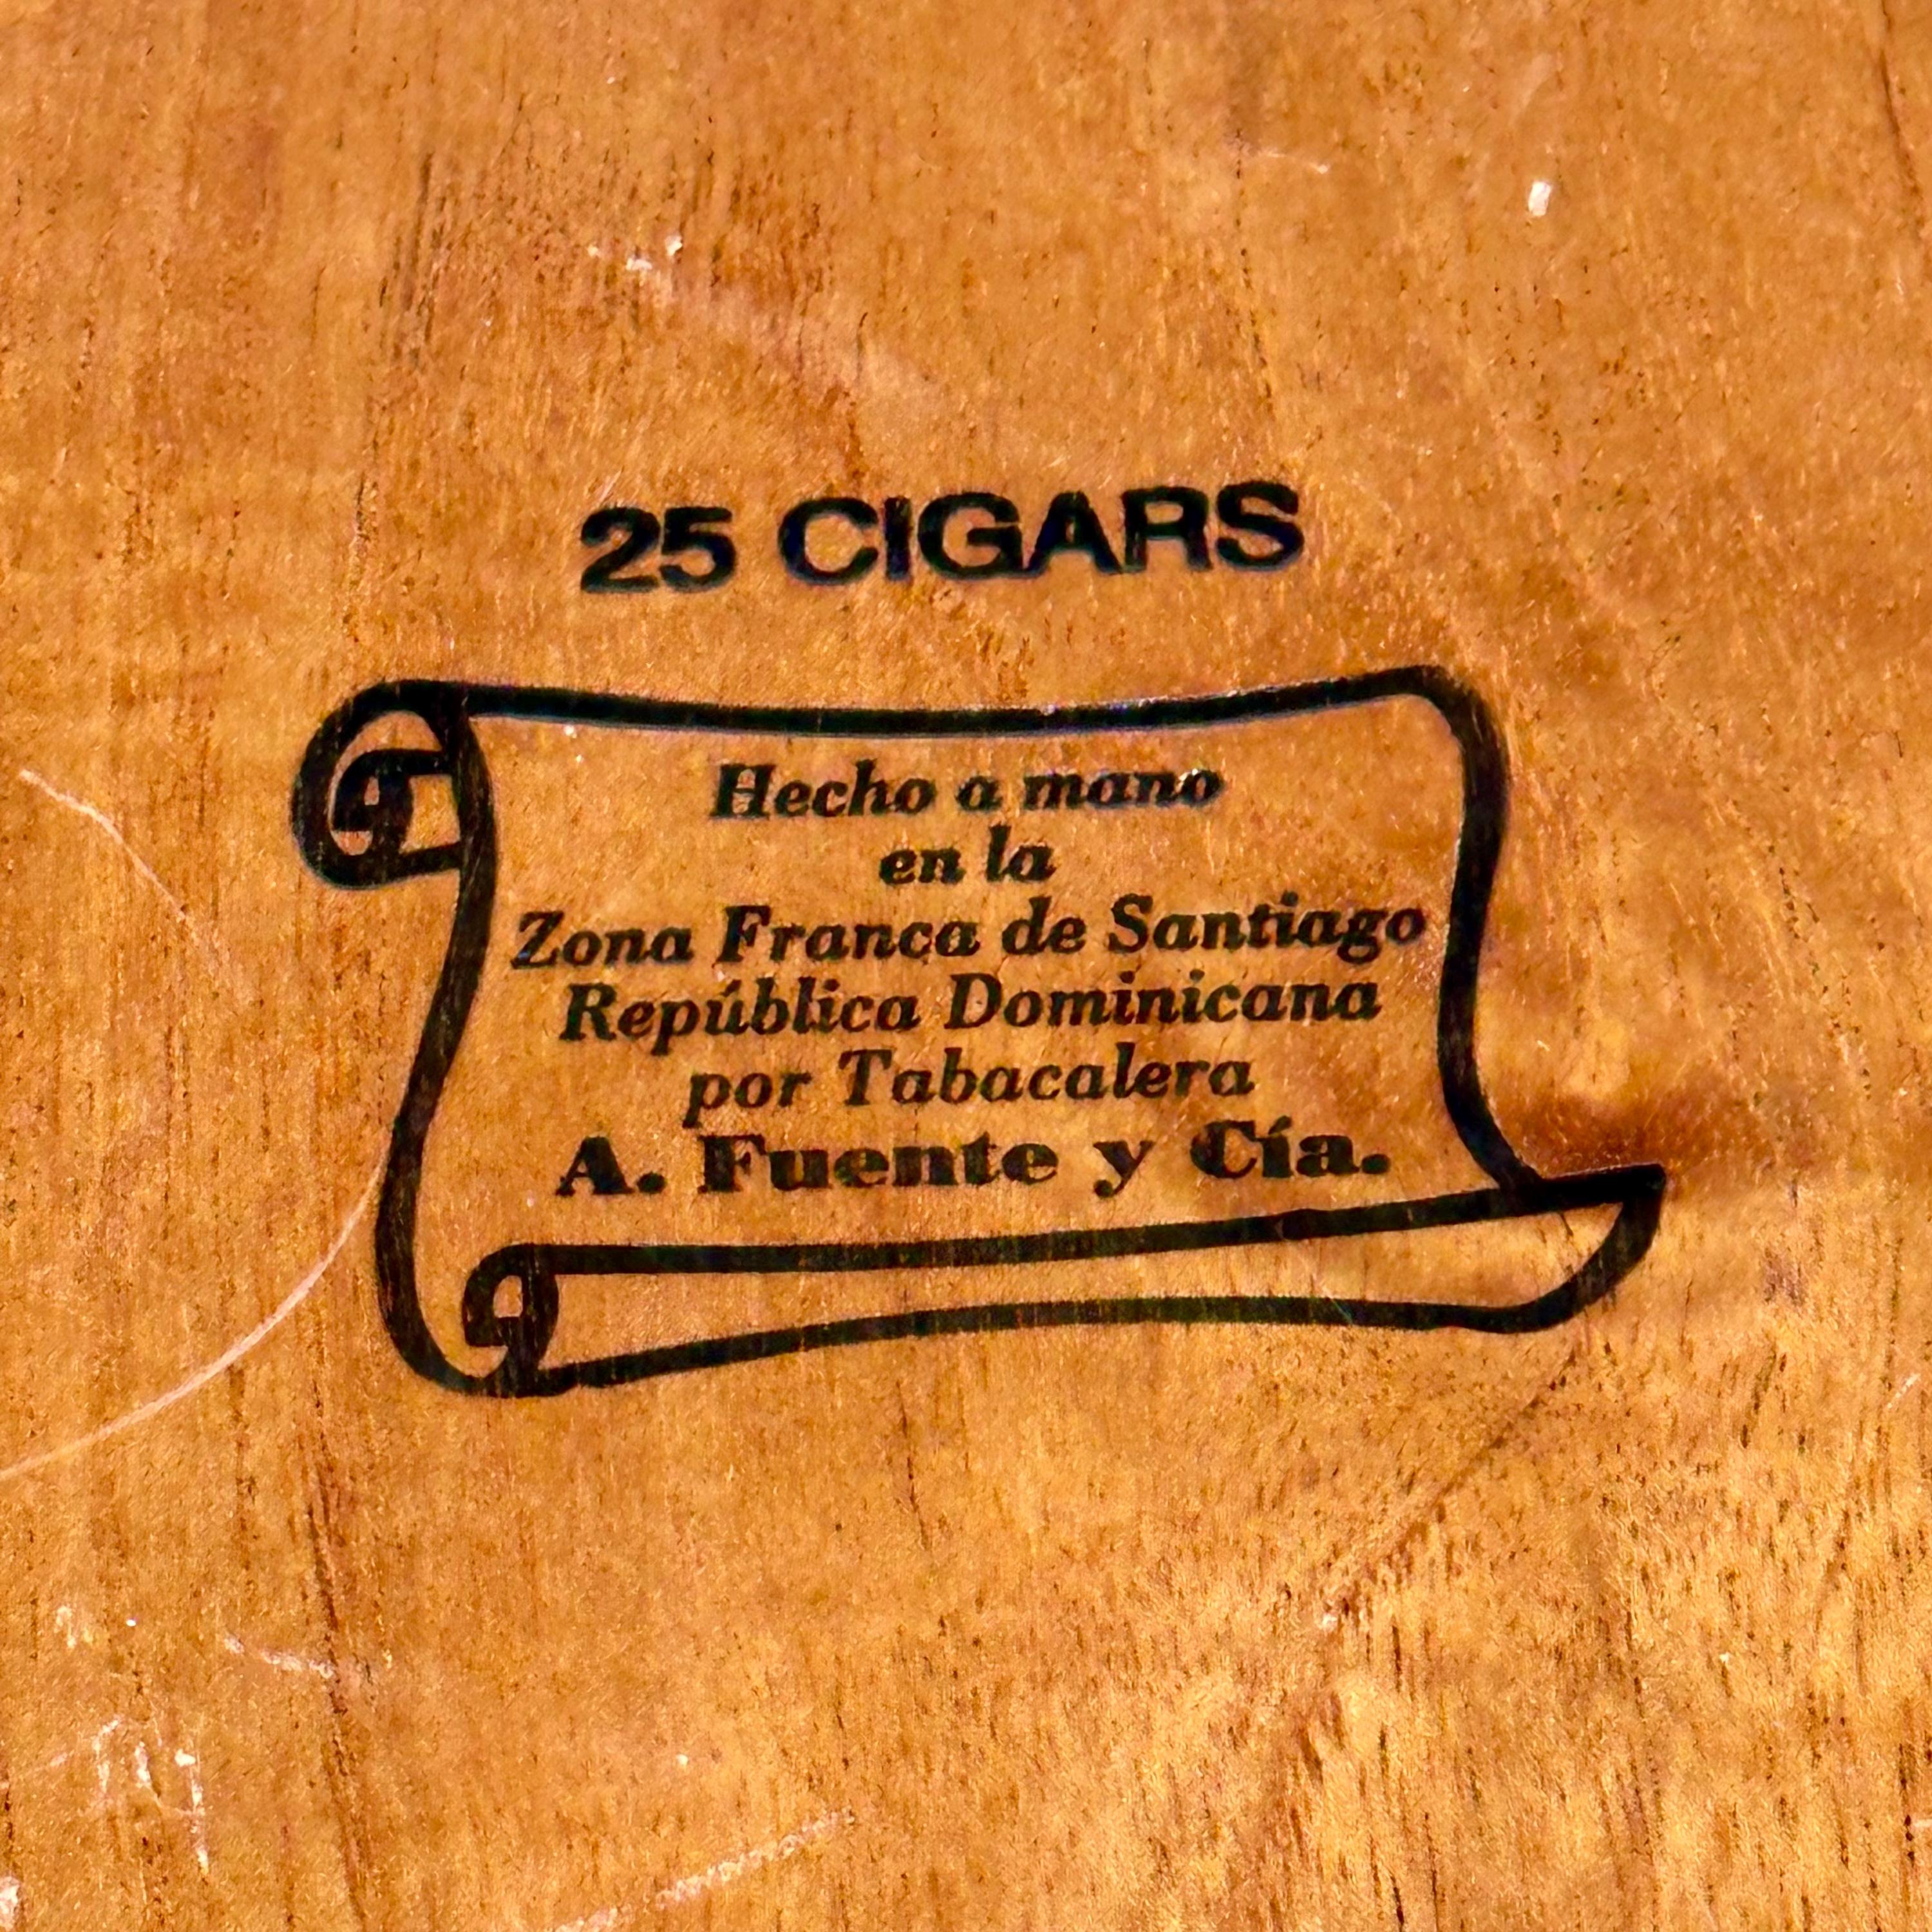 25 CIGARS
Hecho a mano
en la
Zona Franca de Santiago
República Dominicana
por Tabacalera
A. Fuente y Cía.